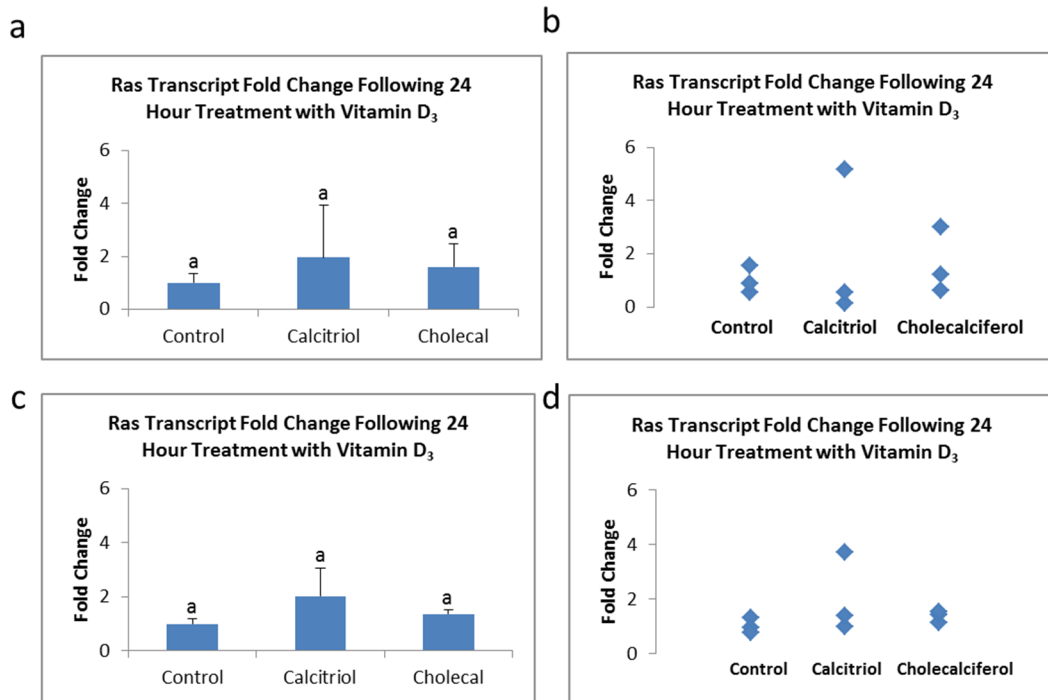 a
Ras Transcript Fold Change Following 24
Hour Treatment with Vitamin D₃
Fold Change
6
4
2
0
a
a
a
Control
Calcitriol
Cholecal
b
Ras Transcript Fold Change Following 24
Hour Treatment with Vitamin D₃
Fold Change
6
4
2
0
Control
Calcitriol
Cholecalciferol
c
Ras Transcript Fold Change Following 24
Hour Treatment with Vitamin D₃
Fold Change
6
4
2
0
a
a
a
Control
Calcitriol
Cholecal
d
Ras Transcript Fold Change Following 24
Hour Treatment with Vitamin D₃
Fold Change
6
4
2
0
Control
Calcitriol
Cholecalciferol